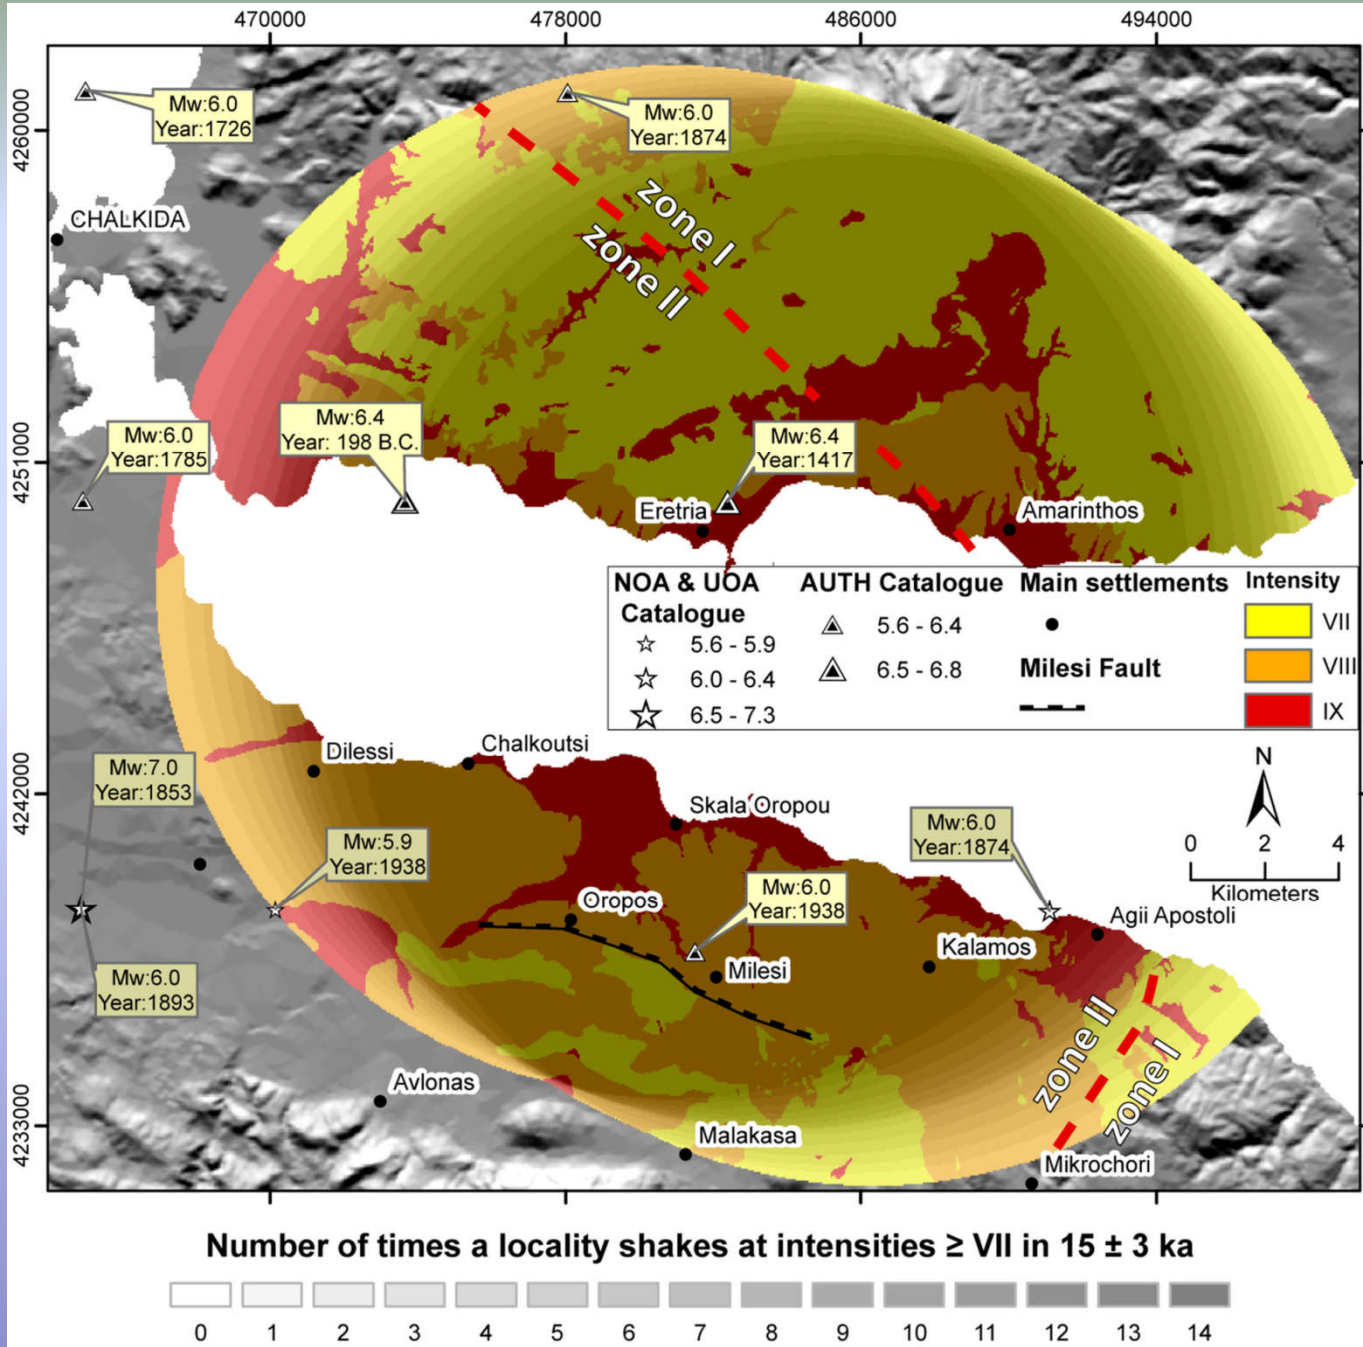 470000
478000
486000
494000
4260000
4251000
4242000
4233000
Mw:6.0
Year:1726
Mw:6.0
Year:1874
CHALKIDA
zone I
zone II
Mw:6.0
Year:1785
Mw:6.4
Year: 198 B.C.
Mw:6.4
Year:1417
Eretria
Amarinthos
NOA & UOA
Catalogue
5.6 - 5.9
6.0 - 6.4
6.5 - 7.3
AUTH Catalogue
5.6 - 6.4
6.5 - 6.8
Main settlements
Milesi Fault
Intensity
VII
VIII
IX
N
0 2 4
Kilometers
Dilessi
Chalkoutsi
Skala Oropou
Mw:7.0
Year:1853
Mw:5.9
Year:1938
Mw:6.0
Year:1874
Mw:6.0
Year:1938
Oropos
Agii Apostoli
Kalamos
Milesi
Mw:6.0
Year:1893
zone II
zone I
Avlonas
Malakasa
Mikrochori
Number of times a locality shakes at intensities ≥ VII in 15 ± 3 ka
0 1 2 3 4 5 6 7 8 9 10 11 12 13 14